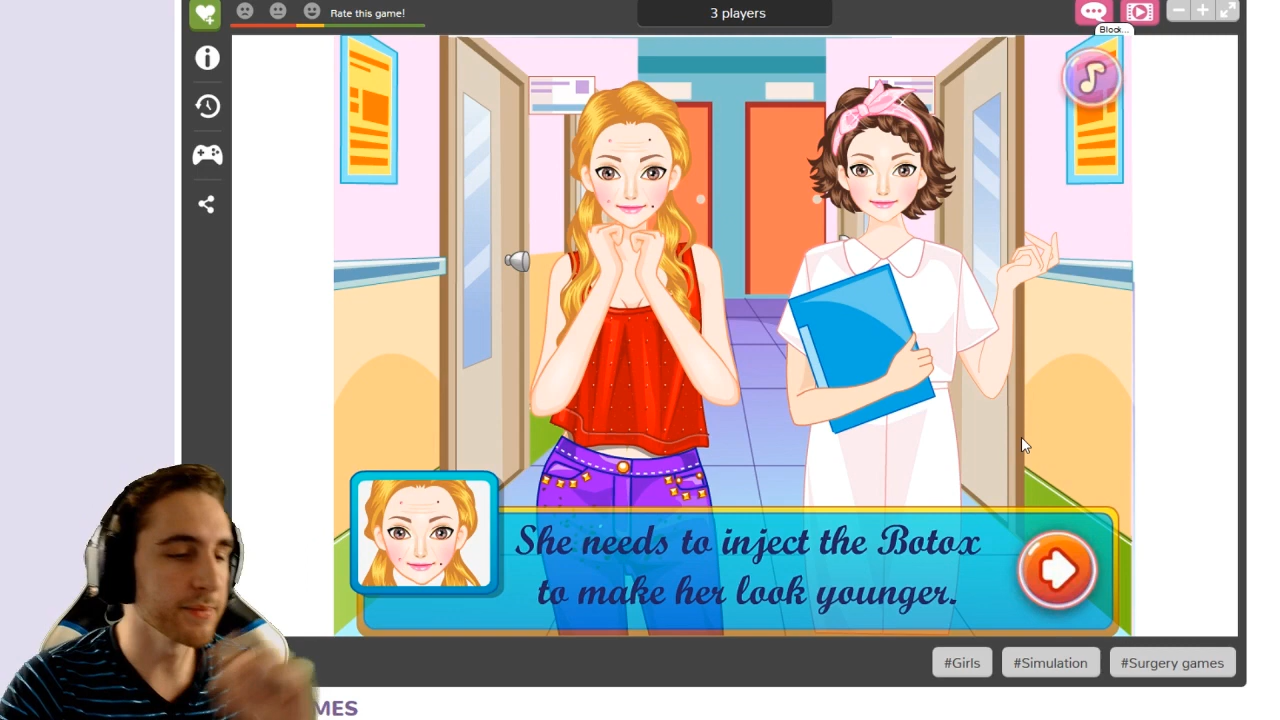 Rate this game!
3 players
Block...
She needs to inject the Botox
to make her look younger.
#Girls
#Simulation
#Surgery games
MES